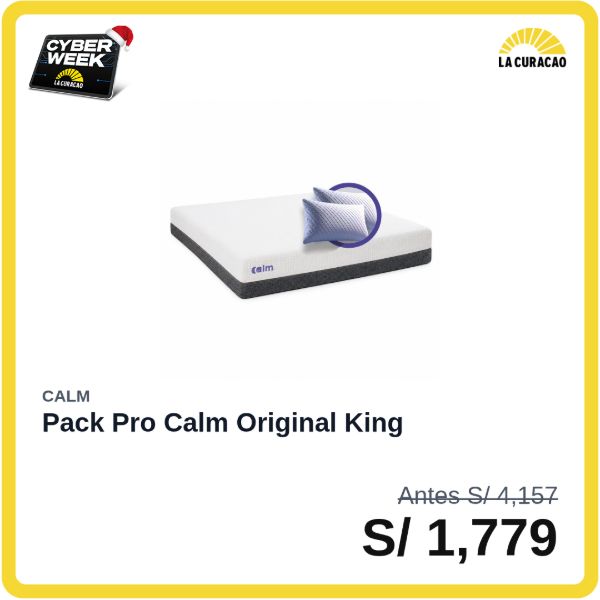 CYBER
WEEK
LA CURACAO
LA CURACAO
Calm
CALM
Pack Pro Calm Original King
Antes S/ 4,157
S/ 1,779